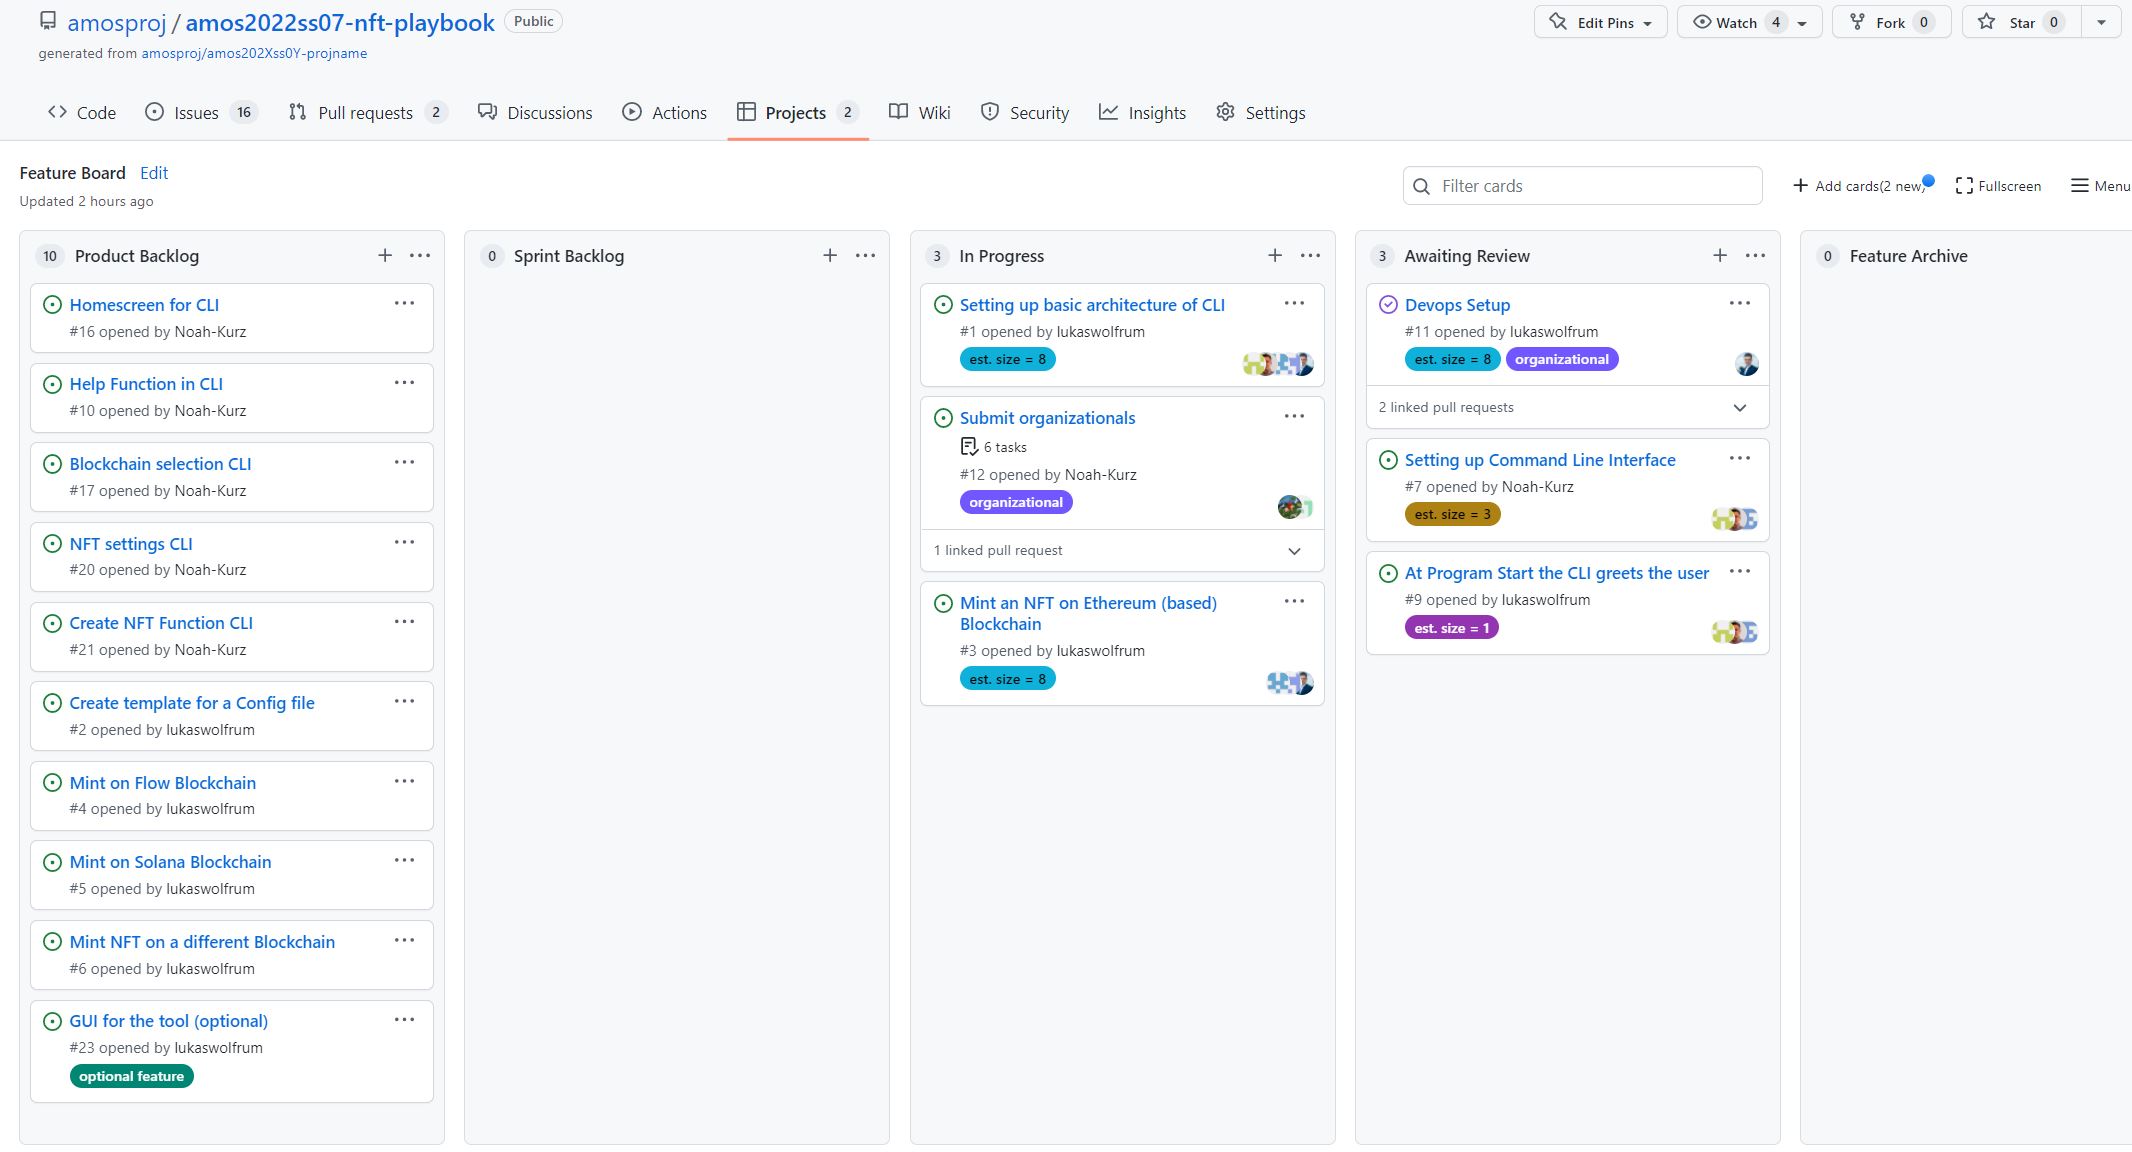 amosproj / amos2022ss07-nft-playbook Public
generated from amosproj/amos202Xss0Y-projname
Edit Pins Watch 4 Fork 0 Star 0
Code Issues 16 Pull requests 2 Discussions Actions Projects 2 Wiki Security Insights Settings
Feature Board Edit
Updated 2 hours ago
Filter cards
Add cards(2 new) Fullscreen Menu
10 Product Backlog
Homescreen for CLI
#16 opened by Noah-Kurz
Help Function in CLI
#10 opened by Noah-Kurz
Blockchain selection CLI
#17 opened by Noah-Kurz
NFT settings CLI
#20 opened by Noah-Kurz
Create NFT Function CLI
#21 opened by Noah-Kurz
Create template for a Config file
#2 opened by lukaswolfrum
Mint on Flow Blockchain
#4 opened by lukaswolfrum
Mint on Solana Blockchain
#5 opened by lukaswolfrum
Mint NFT on a different Blockchain
#6 opened by lukaswolfrum
GUI for the tool (optional)
#23 opened by lukaswolfrum
optional feature
0 Sprint Backlog
3 In Progress
Setting up basic architecture of CLI
#1 opened by lukaswolfrum
est. size = 8
Submit organizationals
6 tasks
#12 opened by Noah-Kurz
organizational
1 linked pull request
Mint an NFT on Ethereum (based)
Blockchain
#3 opened by lukaswolfrum
est. size = 8
3 Awaiting Review
Devops Setup
#11 opened by lukaswolfrum
est. size = 8 organizational
2 linked pull requests
Setting up Command Line Interface
#7 opened by Noah-Kurz
est. size = 3
At Program Start the CLI greets the user
#9 opened by lukaswolfrum
est. size = 1
0 Feature Archive